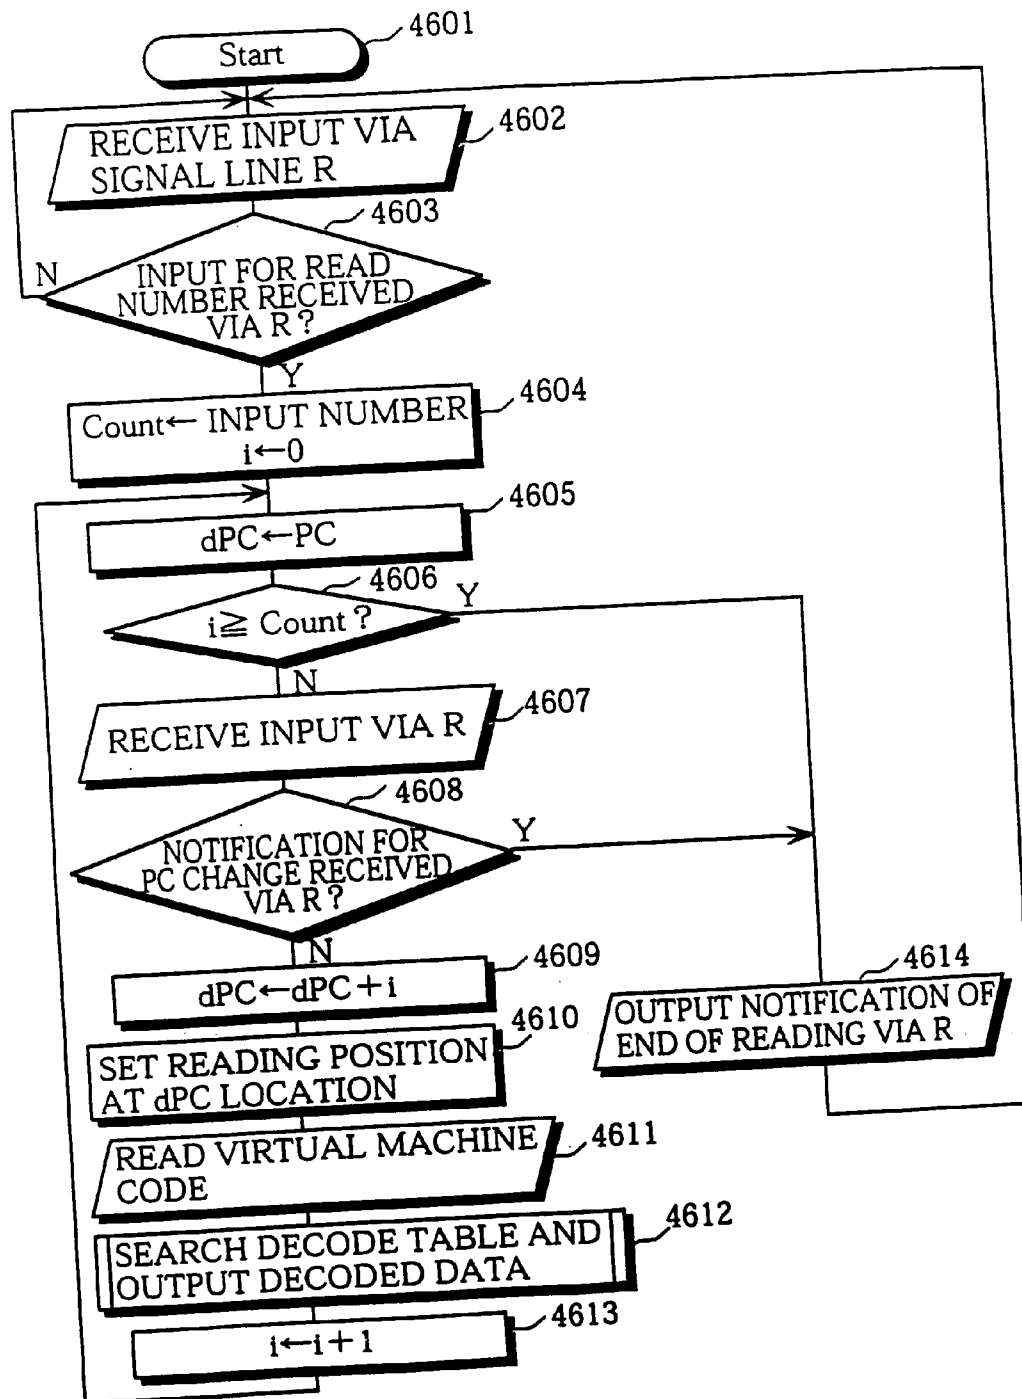 4601
Start
4602
RECEIVE INPUT VIA
SIGNAL LINE R
4603
N
INPUT FOR READ
NUMBER RECEIVED
VIA R ?
Y
4604
Count← INPUT NUMBER
i←0
4605
dPC←PC
4606
Y
i≧ Count ?
N
4607
RECEIVE INPUT VIA R
4608
Y
NOTIFICATION FOR
PC CHANGE RECEIVED
VIA R ?
N
4609
dPC←dPC+i
4614
OUTPUT NOTIFICATION OF
END OF READING VIA R
4610
SET READING POSITION
AT dPC LOCATION
4611
READ VIRTUAL MACHINE
CODE
4612
SEARCH DECODE TABLE AND
OUTPUT DECODED DATA
4613
i←i+1